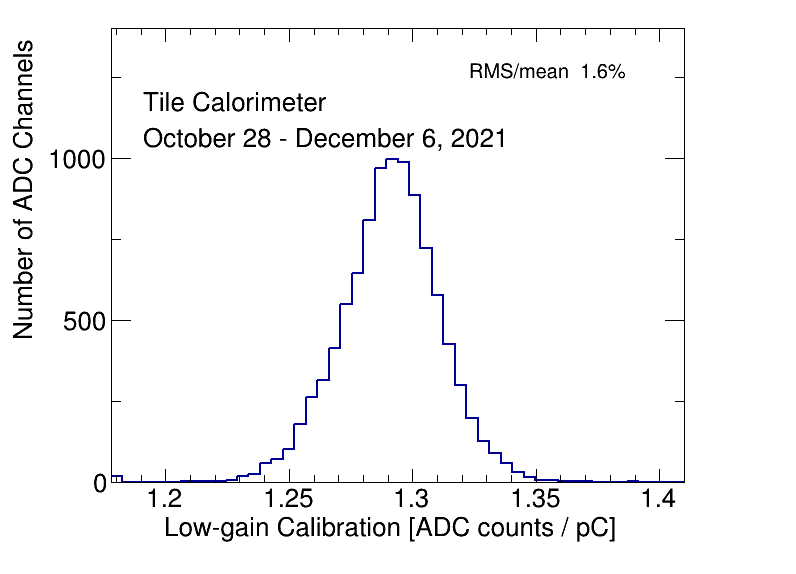 RMS/mean 1.6%
Tile Calorimeter
October 28 - December 6, 2021
Number of ADC Channels
1000
500
0
1.2 1.25 1.3 1.35 1.4
Low-gain Calibration [ADC counts / pC]